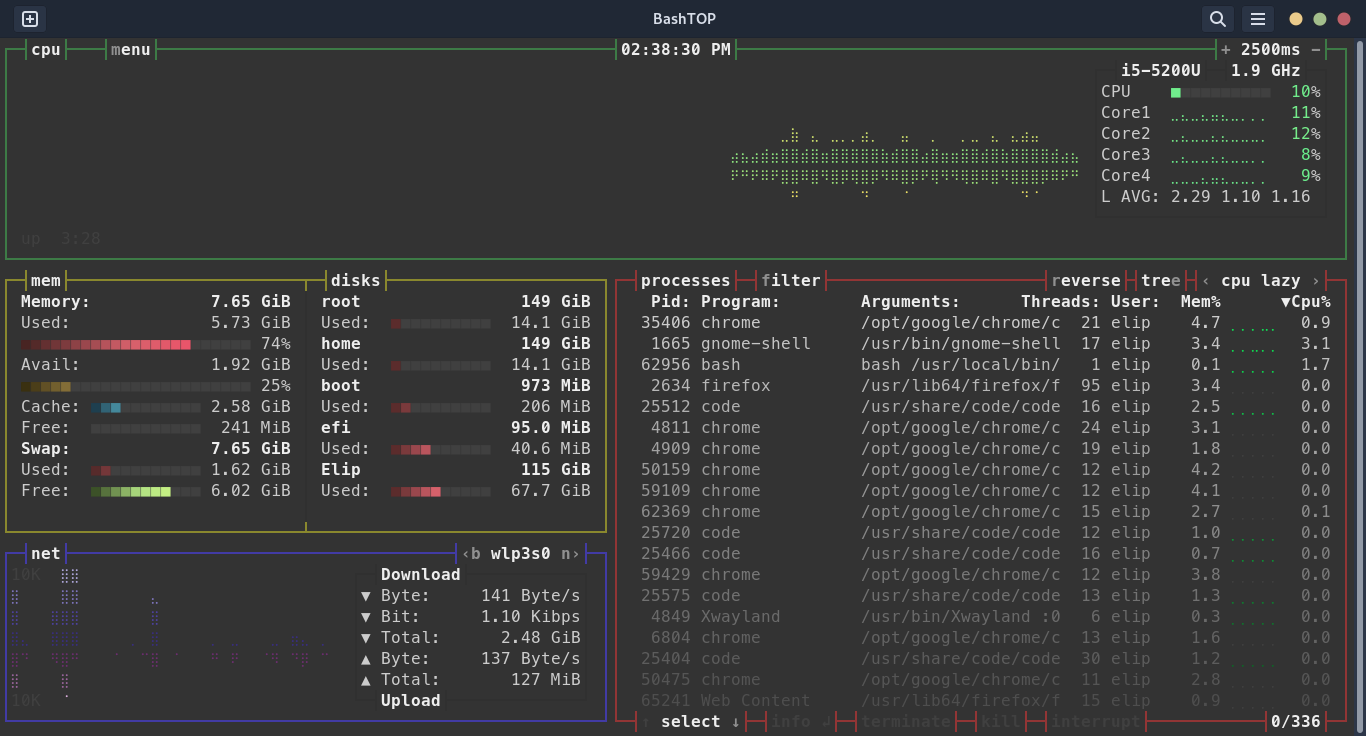 BashTOP
cpu menu 02:38:30 PM + 2500ms −
i5-5200U 1.9 GHz
CPU 10%
Core1 11%
Core2 12%
Core3 8%
Core4 9%
L AVG: 2.29 1.10 1.16
up 3:28
mem disks
Memory: 7.65 GiB root 149 GiB
Used: 5.73 GiB Used: 14.1 GiB
74% home 149 GiB
Avail: 1.92 GiB Used: 14.1 GiB
25% boot 973 MiB
Cache: 2.58 GiB Used: 206 MiB
Free: 241 MiB efi 95.0 MiB
Swap: 7.65 GiB Used: 40.6 MiB
Used: 1.62 GiB Elip 115 GiB
Free: 6.02 GiB Used: 67.7 GiB
net ‹b wlp3s0 n›
10K Download
▼ Byte: 141 Byte/s
▼ Bit: 1.10 Kibps
▼ Total: 2.48 GiB
▲ Byte: 137 Byte/s
▲ Total: 127 MiB
10K Upload
processes filter reverse tree ‹ cpu lazy ›
Pid: Program: Arguments: Threads: User: Mem% ▼Cpu%
35406 chrome /opt/google/chrome/c 21 elip 4.7 0.9
1665 gnome-shell /usr/bin/gnome-shell 17 elip 3.4 3.1
62956 bash bash /usr/local/bin/ 1 elip 0.1 1.7
2634 firefox /usr/lib64/firefox/f 95 elip 3.4 0.0
25512 code /usr/share/code/code 16 elip 2.5 0.0
4811 chrome /opt/google/chrome/c 24 elip 3.1 0.0
4909 chrome /opt/google/chrome/c 19 elip 1.8 0.0
50159 chrome /opt/google/chrome/c 12 elip 4.2 0.0
59109 chrome /opt/google/chrome/c 12 elip 4.1 0.0
62369 chrome /opt/google/chrome/c 15 elip 2.7 0.1
25720 code /usr/share/code/code 12 elip 1.0 0.0
25466 code /usr/share/code/code 16 elip 0.7 0.0
59429 chrome /opt/google/chrome/c 12 elip 3.8 0.0
25575 code /usr/share/code/code 13 elip 1.3 0.0
4849 Xwayland /usr/bin/Xwayland :0 6 elip 0.3 0.0
6804 chrome /opt/google/chrome/c 13 elip 1.6 0.0
25404 code /usr/share/code/code 30 elip 1.2 0.0
50475 chrome /opt/google/chrome/c 11 elip 2.8 0.0
65241 Web Content /usr/lib64/firefox/f 15 elip 0.9 0.0
↑ select ↓ info ↲ terminate kill interrupt 0/336